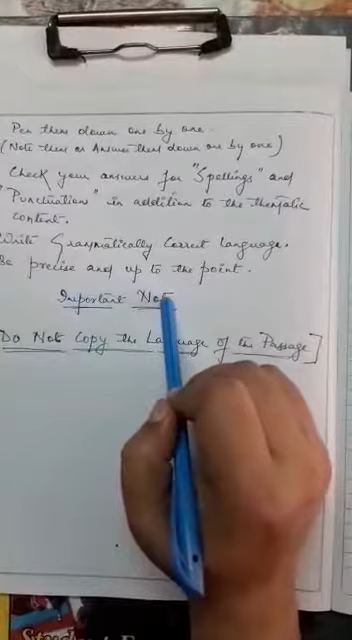 Pen them down one by one.
(Note them or Answer them down one by one)
Check your answers for "Spellings" and
"Punctuation" in addition to the thematic
content.
Write Grammatically Correct Language.
Be precise and up to the point.
Important Not
Do Not Copy the Language of the Passage]